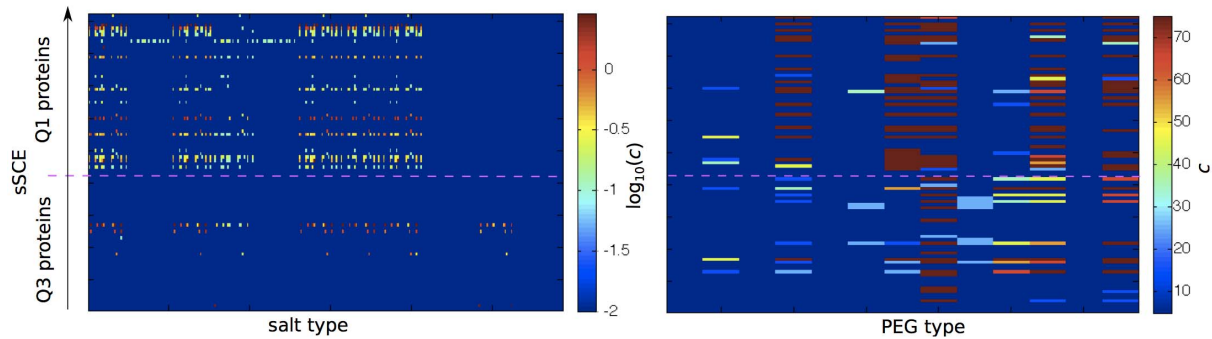 sSCE
Q1 proteins
Q3 proteins
salt type
0
-0.5
-1
-1.5
-2
log10(c)
PEG type
70
60
50
40
30
20
10
c